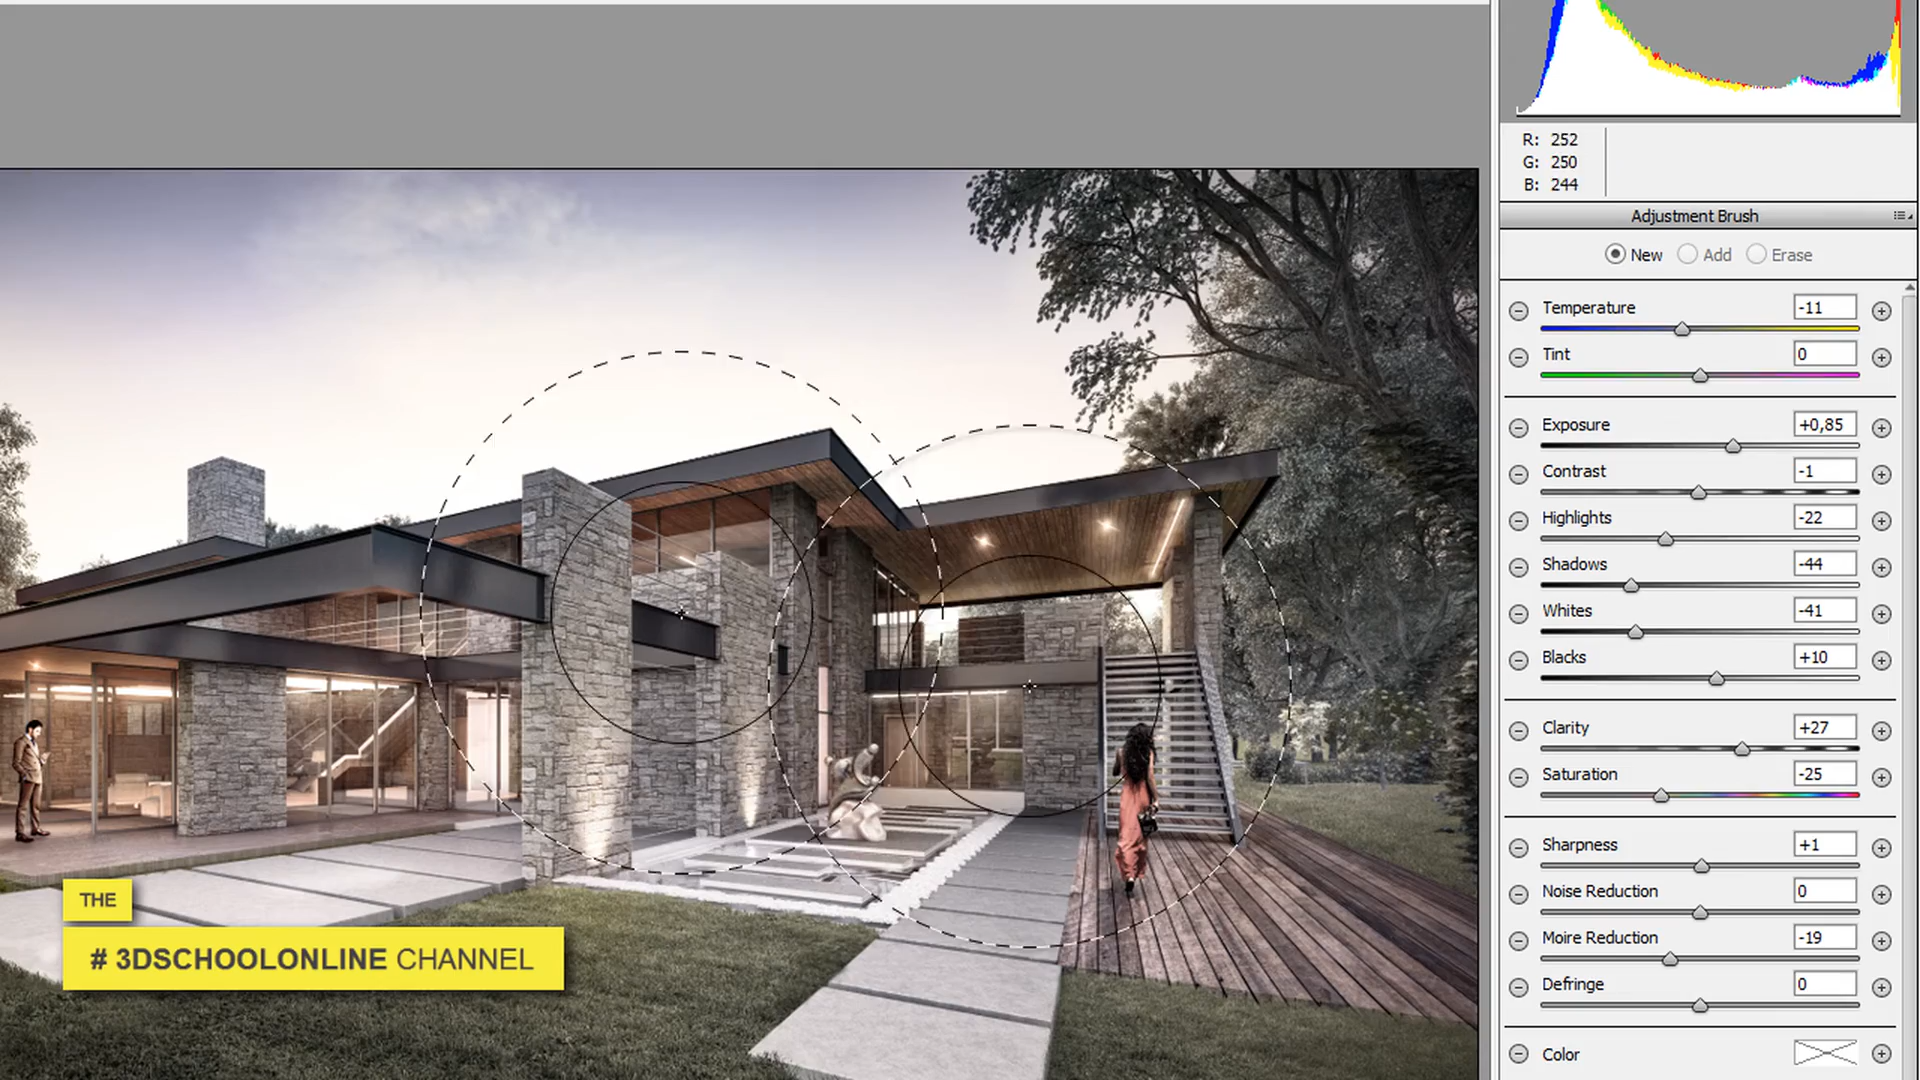 R: 252
G: 250
B: 244
Adjustment Brush
New Add Erase
Temperature -11
Tint 0
Exposure +0,85
Contrast -1
Highlights -22
Shadows -44
Whites -41
Blacks +10
Clarity +27
Saturation -25
Sharpness +1
Noise Reduction 0
Moire Reduction -19
Defringe 0
Color
THE
# 3DSCHOOLONLINE CHANNEL